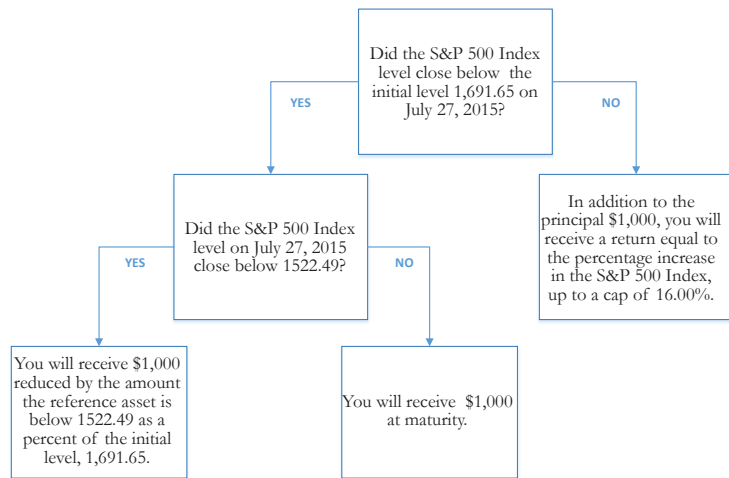 Did the S&P 500 Index
level close below the
initial level 1,691.65 on
July 27, 2015?
YES
NO
Did the S&P 500 Index
level on July 27, 2015
close below 1522.49?
In addition to the
principal $1,000, you will
receive a return equal to
the percentage increase
in the S&P 500 Index,
up to a cap of 16.00%.
YES
NO
You will receive $1,000
reduced by the amount
the reference asset is
below 1522.49 as a
percent of the initial
level, 1,691.65.
You will receive $1,000
at maturity.